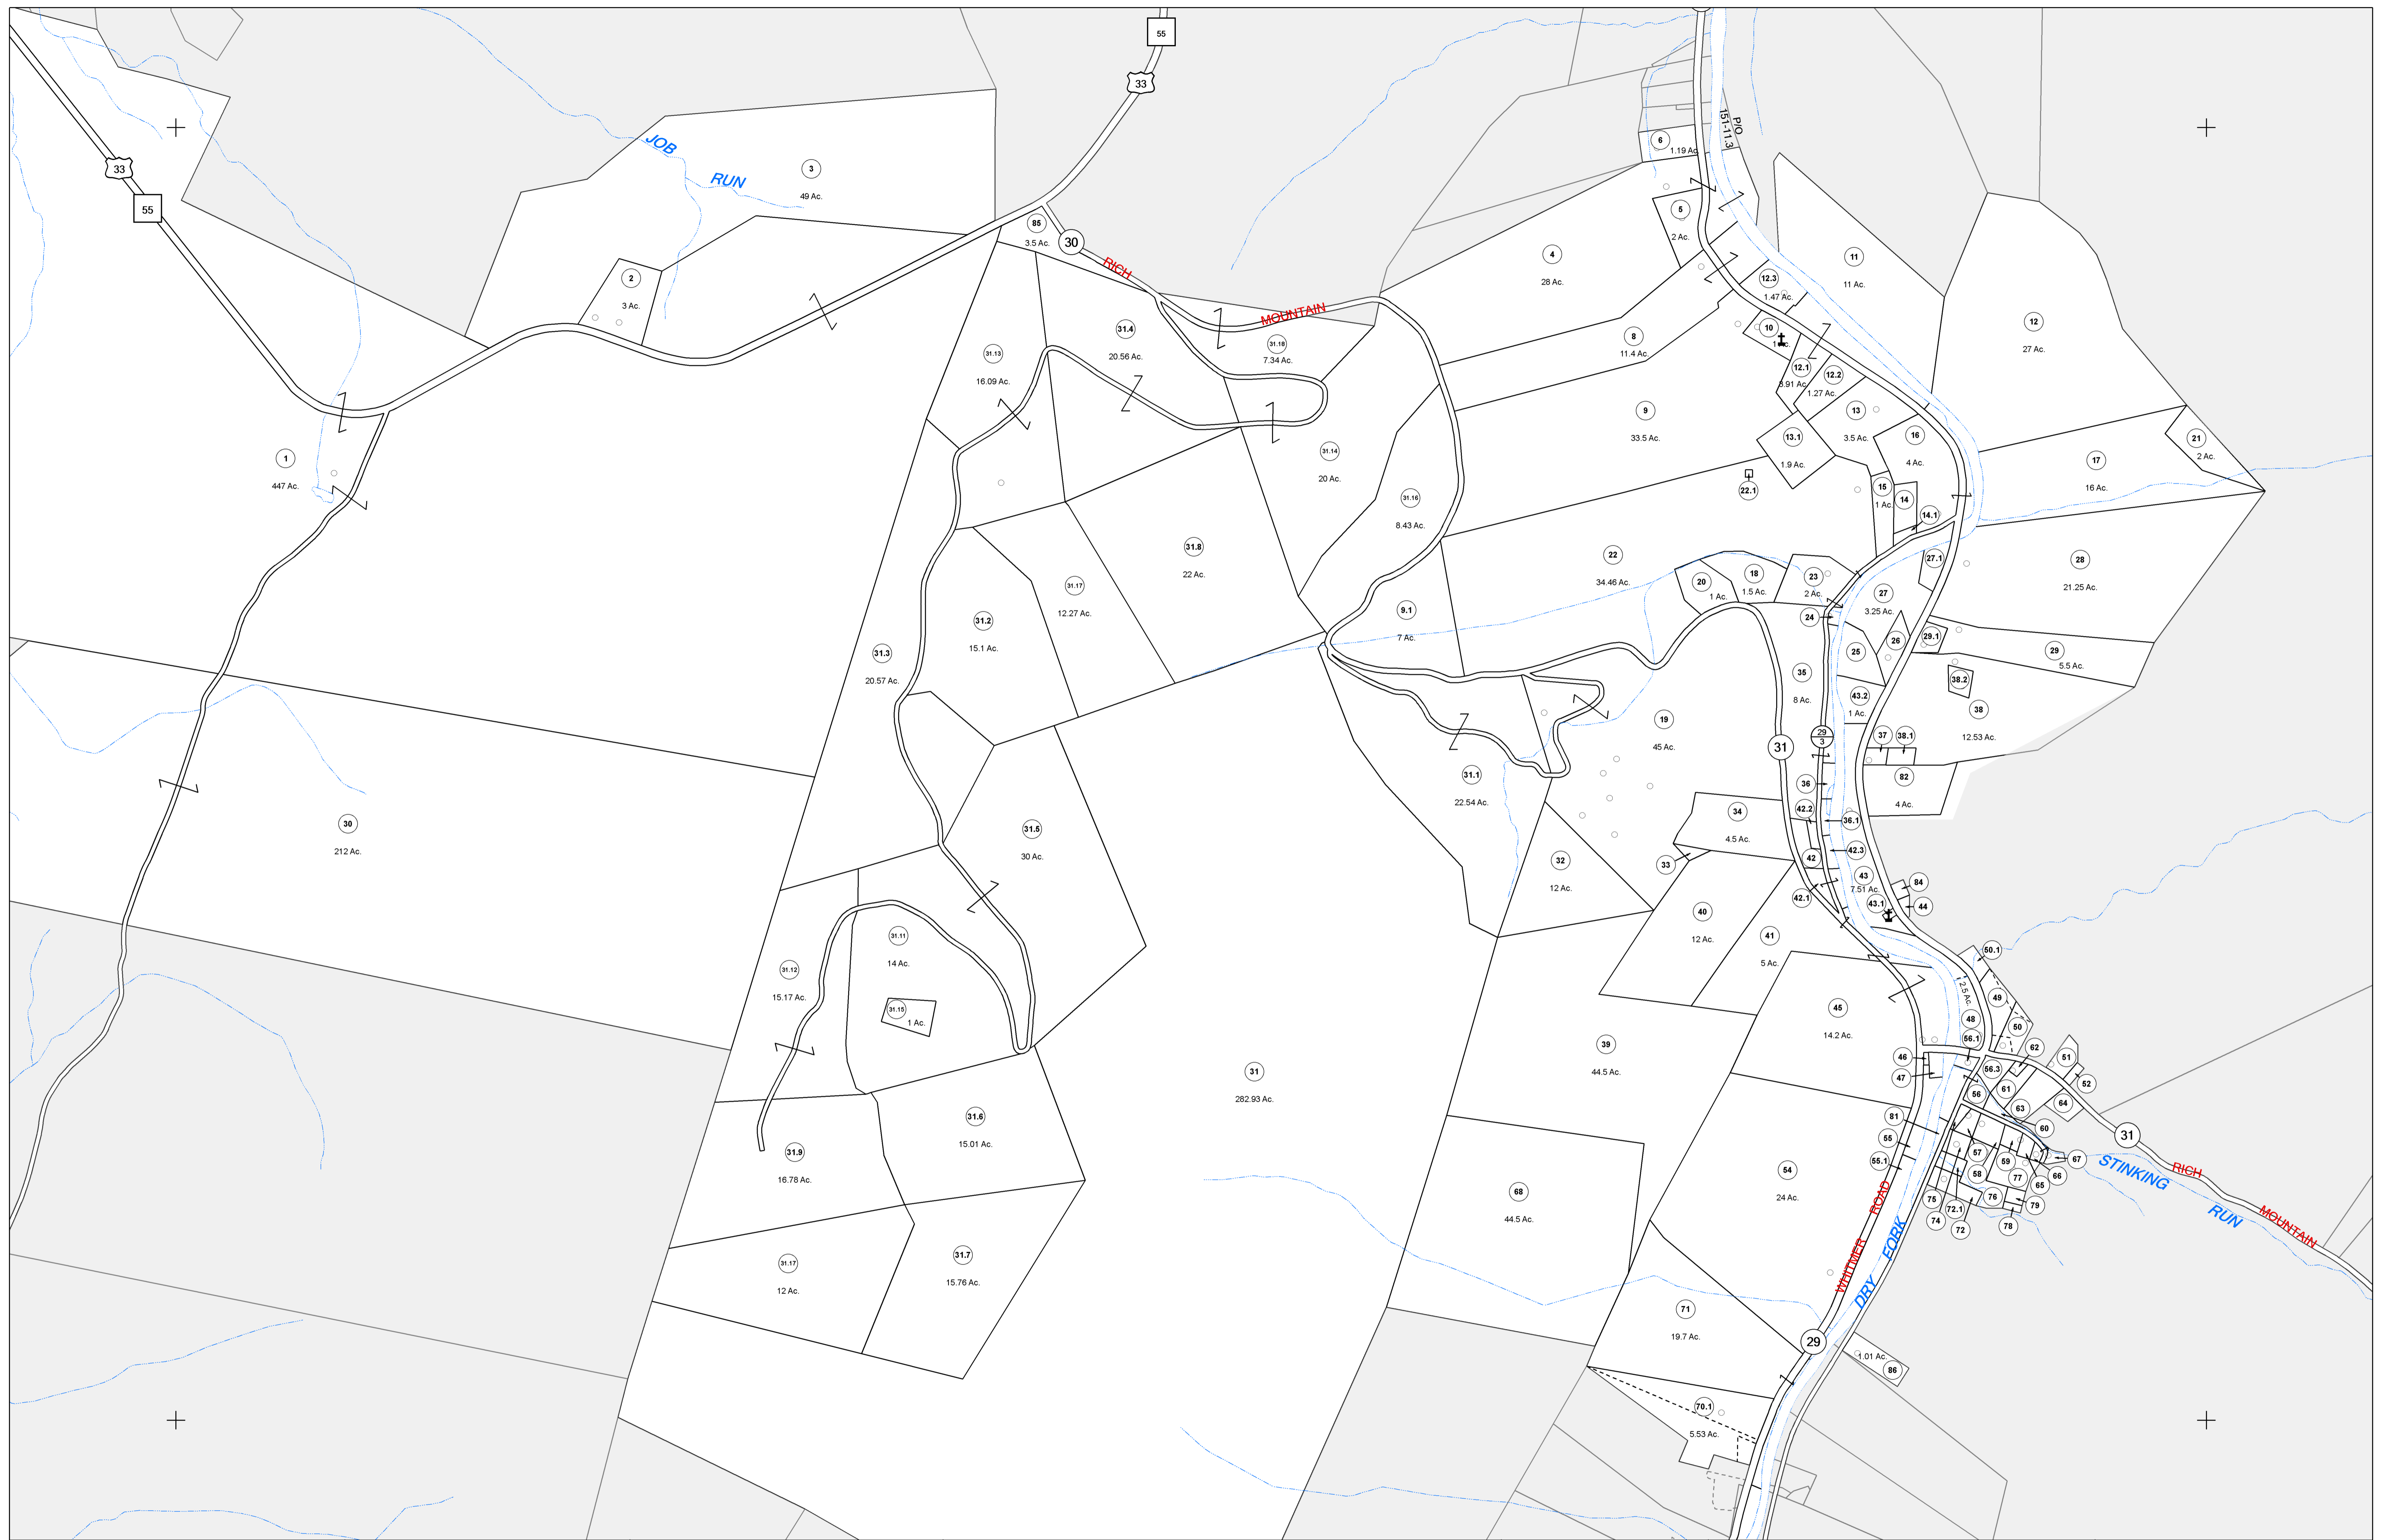 55
33
P/O
151-11.3
6
1.19 Ac.
JOB
RUN
3
49 Ac.
33
55
5
2 Ac.
85
3.5 Ac.
30
RICH
MOUNTAIN
4
28 Ac.
11
11 Ac.
12.3
1.47 Ac.
2
3 Ac.
12
27 Ac.
31.4
20.56 Ac.
31.18
7.34 Ac.
8
11.4 Ac.
10
12.1
12.2
1.27 Ac.
31.13
16.09 Ac.
9
33.5 Ac.
13
3.5 Ac.
13.1
1.9 Ac.
16
4 Ac.
21
2 Ac.
17
16 Ac.
1
447 Ac.
31.14
20 Ac.
31.16
8.43 Ac.
22.1
15
1 Ac.
14
14.1
31.8
22 Ac.
22
34.46 Ac.
27.1
28
21.25 Ac.
31.17
12.27 Ac.
20
1 Ac.
18
1.5 Ac.
23
2 Ac.
27
3.25 Ac.
24
31.2
15.1 Ac.
9.1
7 Ac.
26
29.1
25
29
5.5 Ac.
31.3
20.57 Ac.
35
8 Ac.
38.2
43.2
1 Ac.
38
12.53 Ac.
19
45 Ac.
31
29
3
37
38.1
31.1
22.54 Ac.
36
82
4 Ac.
42.2
36.1
34
4.5 Ac.
30
212 Ac.
31.5
30 Ac.
33
42
42.3
32
12 Ac.
43
7.51 Ac.
84
42.1
43.1
44
40
12 Ac.
41
5 Ac.
31.11
14 Ac.
50.1
31.12
15.17 Ac.
31.15
1 Ac.
45
14.2 Ac.
2.5 Ac.
49
48
50
56.1
39
44.5 Ac.
46
47
62
51
52
56.3
31
282.93 Ac.
56
61
63
64
31.6
15.01 Ac.
81
60
31
55
57
31.9
16.78 Ac.
55.1
59
67
STINKING
RUN
RICH
MOUNTAIN
54
24 Ac.
58
77
66
65
68
44.5 Ac.
75
72.1
76
79
74
72
78
WHITMER
ROAD
DRY
FORK
31.17
12 Ac.
31.7
15.76 Ac.
71
19.7 Ac.
29
1.01 Ac.
86
70.1
5.53 Ac.